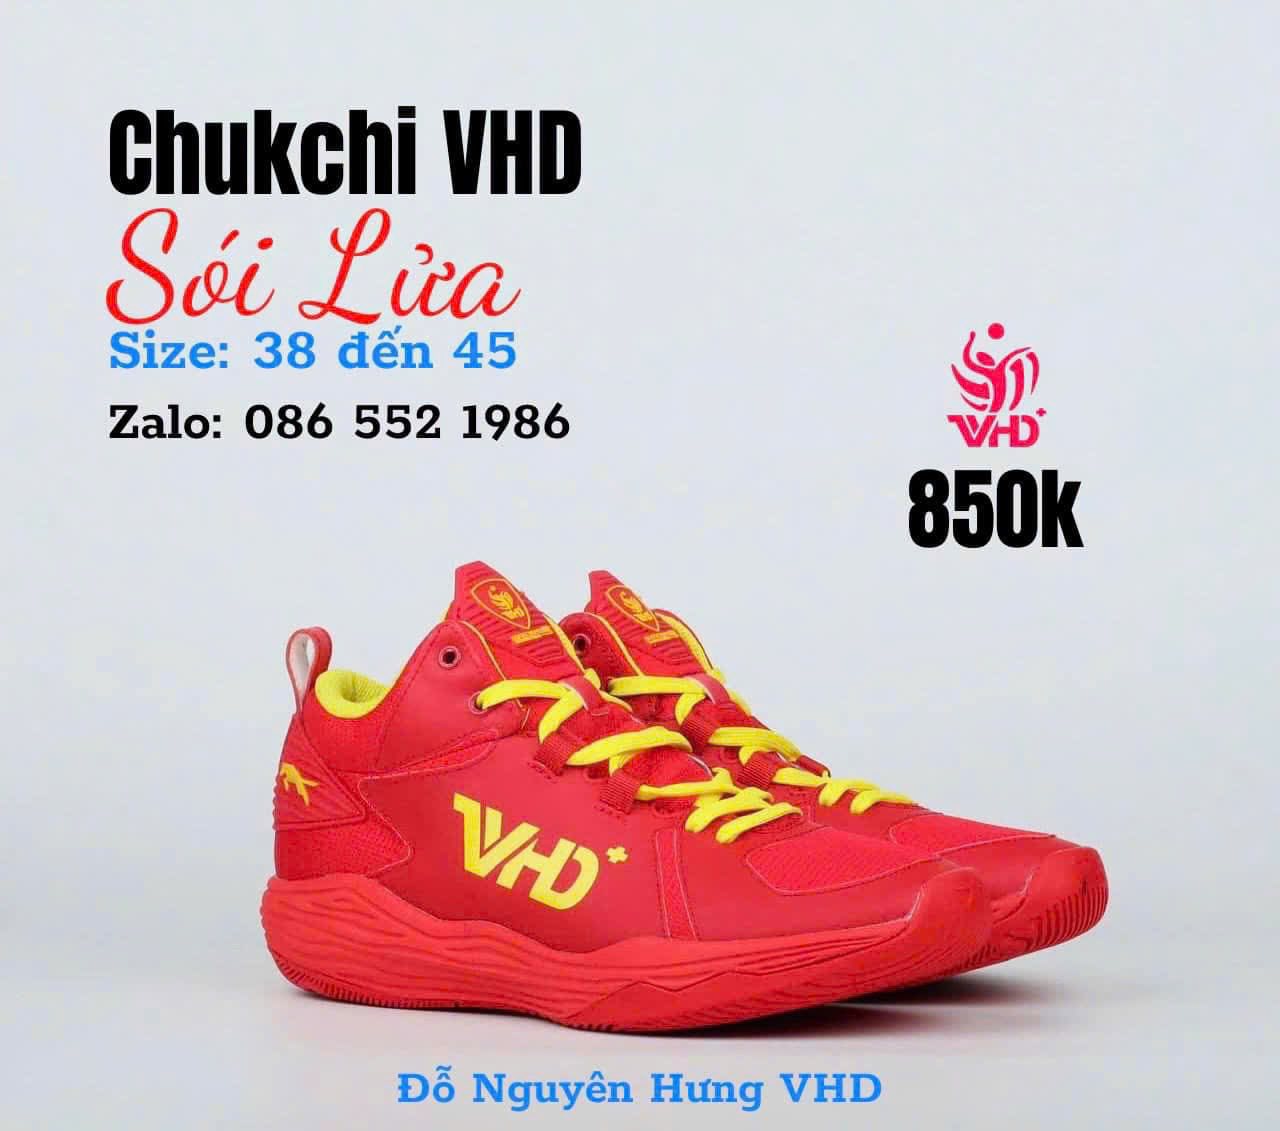 Chukchi VHD
Sói Lửa
Size: 38 đến 45
Zalo: 086 552 1986
VHD+
850k
VHD
VHD+
Đỗ Nguyên Hưng VHD